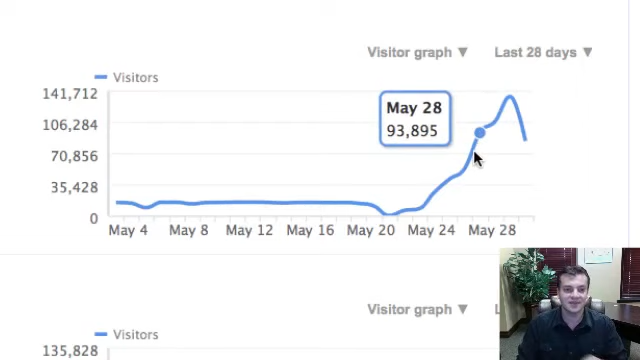 Visitor graph ▼ Last 28 days ▼
Visitors
141,712
106,284
70,856
35,428
0
May 28
93,895
May 4 May 8 May 12 May 16 May 20 May 24 May 28
Visitor graph ▼ L
Visitors
135,828